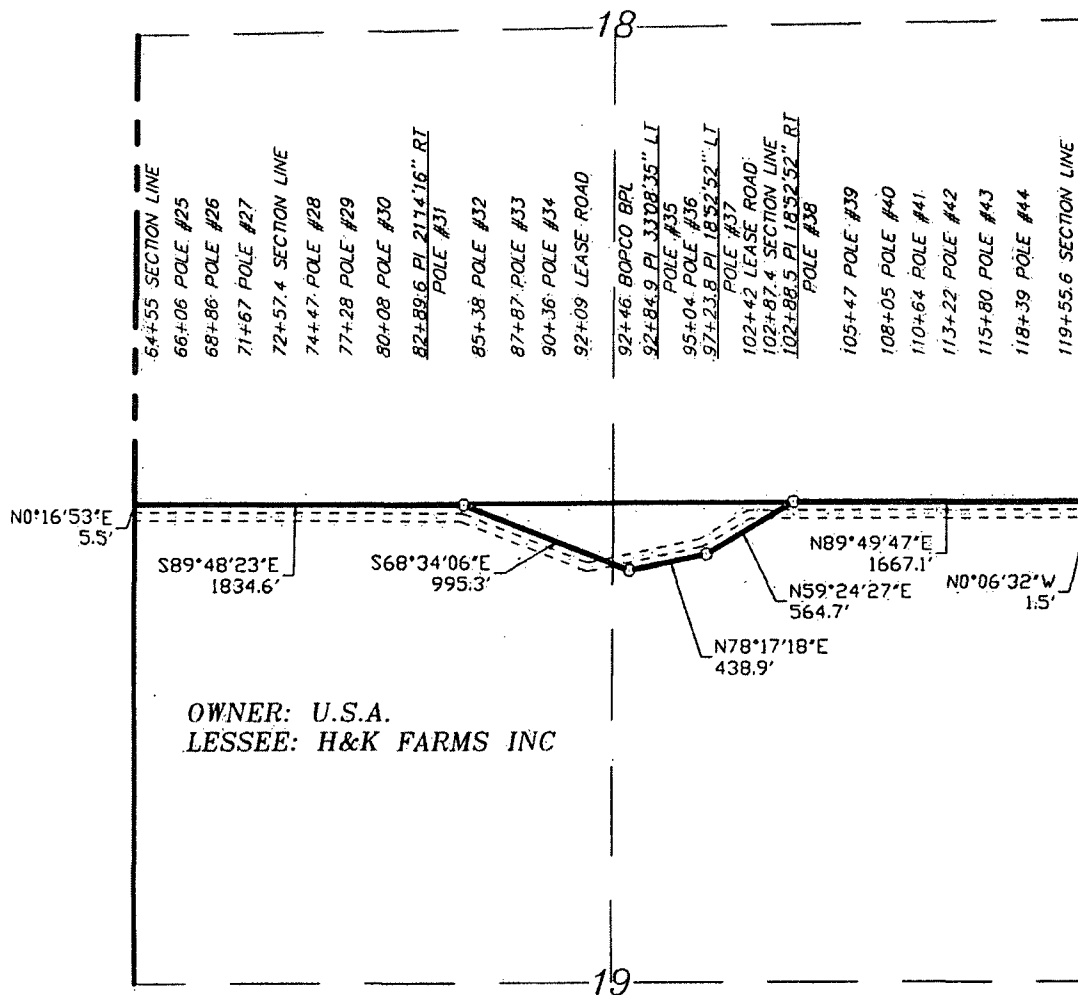 18
64+55 SECTION LINE
66+06 POLE #25
68+86 POLE #26
71+67 POLE #27
72+57.4 SECTION LINE
74+47 POLE #28
77+28 POLE #29
80+08 POLE #30
82+89.6 PI 21°14'16" RT
POLE #31
85+38 POLE #32
87+87 POLE #33
90+36 POLE #34
92+09 LEASE ROAD
92+46 BOPCO BPL
92+84.9 PI 33°08'35" LT
POLE #35
95+04 POLE #36
97+23.8 PI 18°52'52" LT
POLE #37
102+42 LEASE ROAD
102+87.4 SECTION LINE
102+88.5 PI 18°52'52" RT
POLE #38
105+47 POLE #39
108+05 POLE #40
110+64 POLE #41
113+22 POLE #42
115+80 POLE #43
118+39 POLE #44
119+55.6 SECTION LINE
N0°16'53"E
5.5'
S89°48'23"E
1834.6'
S68°34'06"E
995.3'
N89°49'47"E
1667.1'
N0°06'32"W
1.5'
N59°24'27"E
564.7'
N78°17'18"E
438.9'
OWNER: U.S.A.
LESSEE: H&K FARMS INC
19